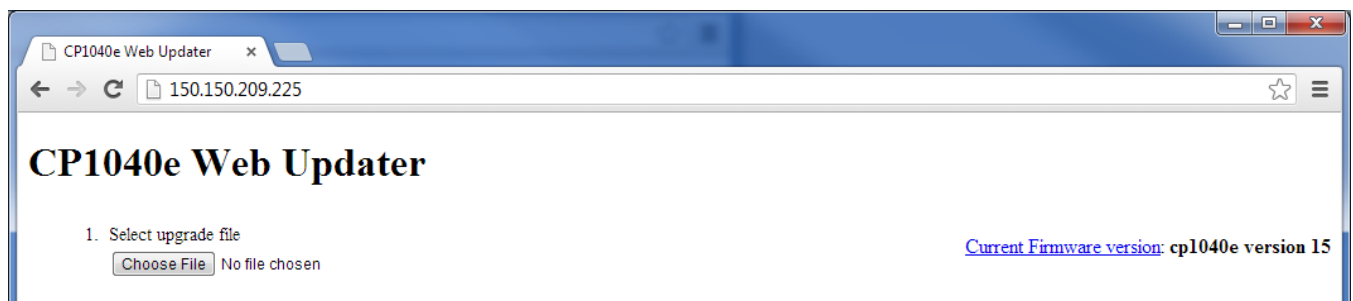 CP1040e Web Updater
150.150.209.225
CP1040e Web Updater
1. Select upgrade file
Choose File No file chosen
Current Firmware version: cp1040e version 15